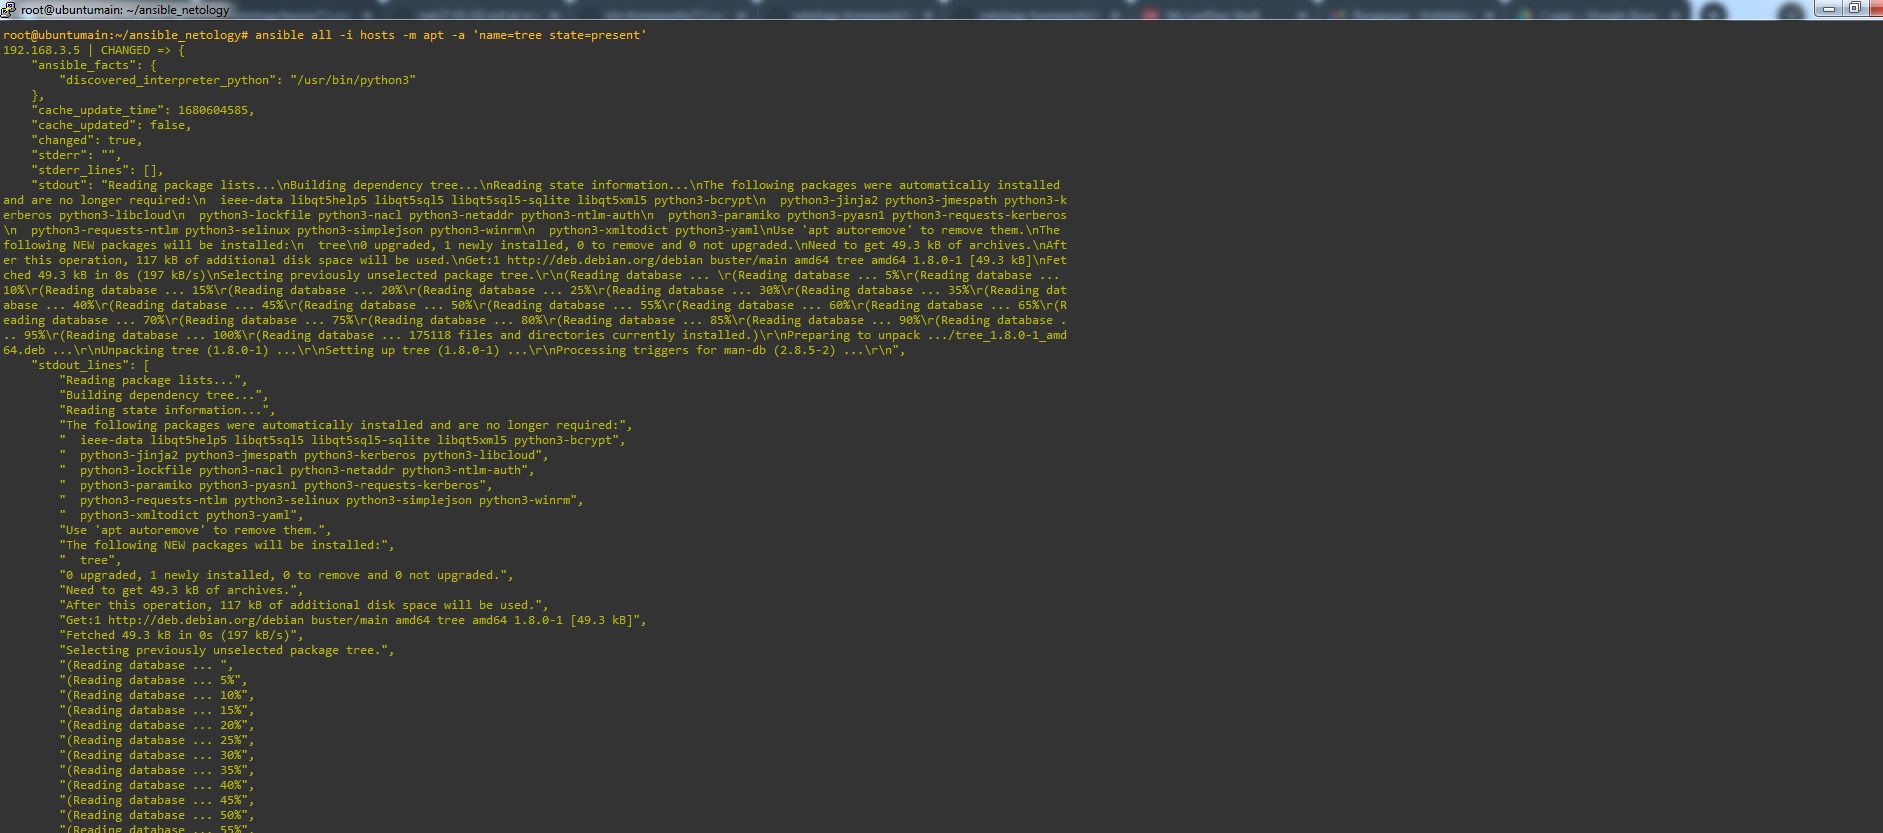 root@ubuntumain: ~/ansible_netology
root@ubuntumain:~/ansible_netology# ansible all -i hosts -m apt -a 'name=tree state=present'
192.168.3.5 | CHANGED => {
    "ansible_facts": {
        "discovered_interpreter_python": "/usr/bin/python3"
    },
    "cache_update_time": 1680604585,
    "cache_updated": false,
    "changed": true,
    "stderr": "",
    "stderr_lines": [],
    "stdout": "Reading package lists...\nBuilding dependency tree...\nReading state information...\nThe following packages were automatically installed
and are no longer required:\n  ieee-data libqt5help5 libqt5sql5 libqt5sql5-sqlite libqt5xml5 python3-bcrypt\n  python3-jinja2 python3-jmespath python3-k
erberos python3-libcloud\n  python3-lockfile python3-nacl python3-netaddr python3-ntlm-auth\n  python3-paramiko python3-pyasn1 python3-requests-kerberos
\n  python3-requests-ntlm python3-selinux python3-simplejson python3-winrm\n  python3-xmltodict python3-yaml\nUse 'apt autoremove' to remove them.\nThe
following NEW packages will be installed:\n  tree\n0 upgraded, 1 newly installed, 0 to remove and 0 not upgraded.\nNeed to get 49.3 kB of archives.\nAft
er this operation, 117 kB of additional disk space will be used.\nGet:1 http://deb.debian.org/debian buster/main amd64 tree amd64 1.8.0-1 [49.3 kB]\nFet
ched 49.3 kB in 0s (197 kB/s)\nSelecting previously unselected package tree.\r\n(Reading database ... \r(Reading database ... 5%\r(Reading database ...
10%\r(Reading database ... 15%\r(Reading database ... 20%\r(Reading database ... 25%\r(Reading database ... 30%\r(Reading database ... 35%\r(Reading dat
abase ... 40%\r(Reading database ... 45%\r(Reading database ... 50%\r(Reading database ... 55%\r(Reading database ... 60%\r(Reading database ... 65%\r(R
eading database ... 70%\r(Reading database ... 75%\r(Reading database ... 80%\r(Reading database ... 85%\r(Reading database ... 90%\r(Reading database .
.. 95%\r(Reading database ... 100%\r(Reading database ... 175118 files and directories currently installed.)\r\nPreparing to unpack .../tree_1.8.0-1_amd
64.deb ...\r\nUnpacking tree (1.8.0-1) ...\r\nSetting up tree (1.8.0-1) ...\r\nProcessing triggers for man-db (2.8.5-2) ...\r\n",
    "stdout_lines": [
        "Reading package lists...",
        "Building dependency tree...",
        "Reading state information...",
        "The following packages were automatically installed and are no longer required:",
        "  ieee-data libqt5help5 libqt5sql5 libqt5sql5-sqlite libqt5xml5 python3-bcrypt",
        "  python3-jinja2 python3-jmespath python3-kerberos python3-libcloud",
        "  python3-lockfile python3-nacl python3-netaddr python3-ntlm-auth",
        "  python3-paramiko python3-pyasn1 python3-requests-kerberos",
        "  python3-requests-ntlm python3-selinux python3-simplejson python3-winrm",
        "  python3-xmltodict python3-yaml",
        "Use 'apt autoremove' to remove them.",
        "The following NEW packages will be installed:",
        "  tree",
        "0 upgraded, 1 newly installed, 0 to remove and 0 not upgraded.",
        "Need to get 49.3 kB of archives.",
        "After this operation, 117 kB of additional disk space will be used.",
        "Get:1 http://deb.debian.org/debian buster/main amd64 tree amd64 1.8.0-1 [49.3 kB]",
        "Fetched 49.3 kB in 0s (197 kB/s)",
        "Selecting previously unselected package tree.",
        "(Reading database ... ",
        "(Reading database ... 5%",
        "(Reading database ... 10%",
        "(Reading database ... 15%",
        "(Reading database ... 20%",
        "(Reading database ... 25%",
        "(Reading database ... 30%",
        "(Reading database ... 35%",
        "(Reading database ... 40%",
        "(Reading database ... 45%",
        "(Reading database ... 50%",
        "(Reading database ... 55%",